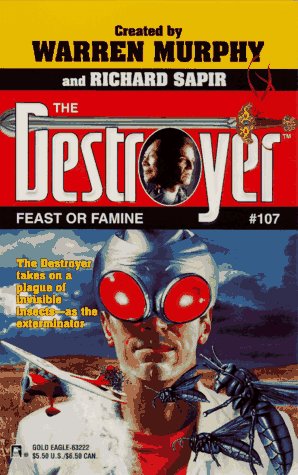 Created by
WARREN MURPHY
and RICHARD SAPIR
THE
Destroyer™
FEAST OR FAMINE #107
The Destroyer
takes on a
plague of
invisible
insects—as the
exterminator
GOLD EAGLE•63222
$5.50 U.S./$6.50 CAN.